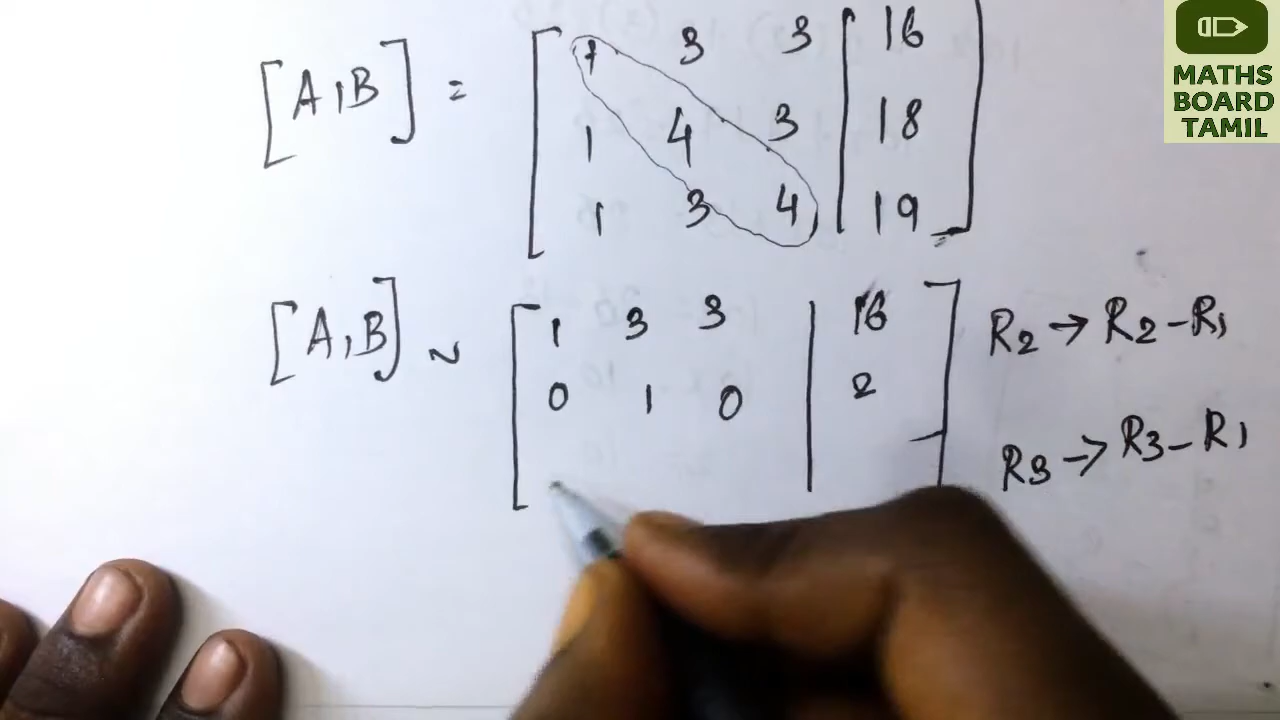 [A,B] = [ 1 3 3 | 16
1 4 3 | 18
1 3 4 | 19 ]
[A,B] ~ [ 1 3 3 | 16 ] R2 → R2 - R1
0 1 0 | 2
R3 → R3 - R1
MATHS
BOARD
TAMIL